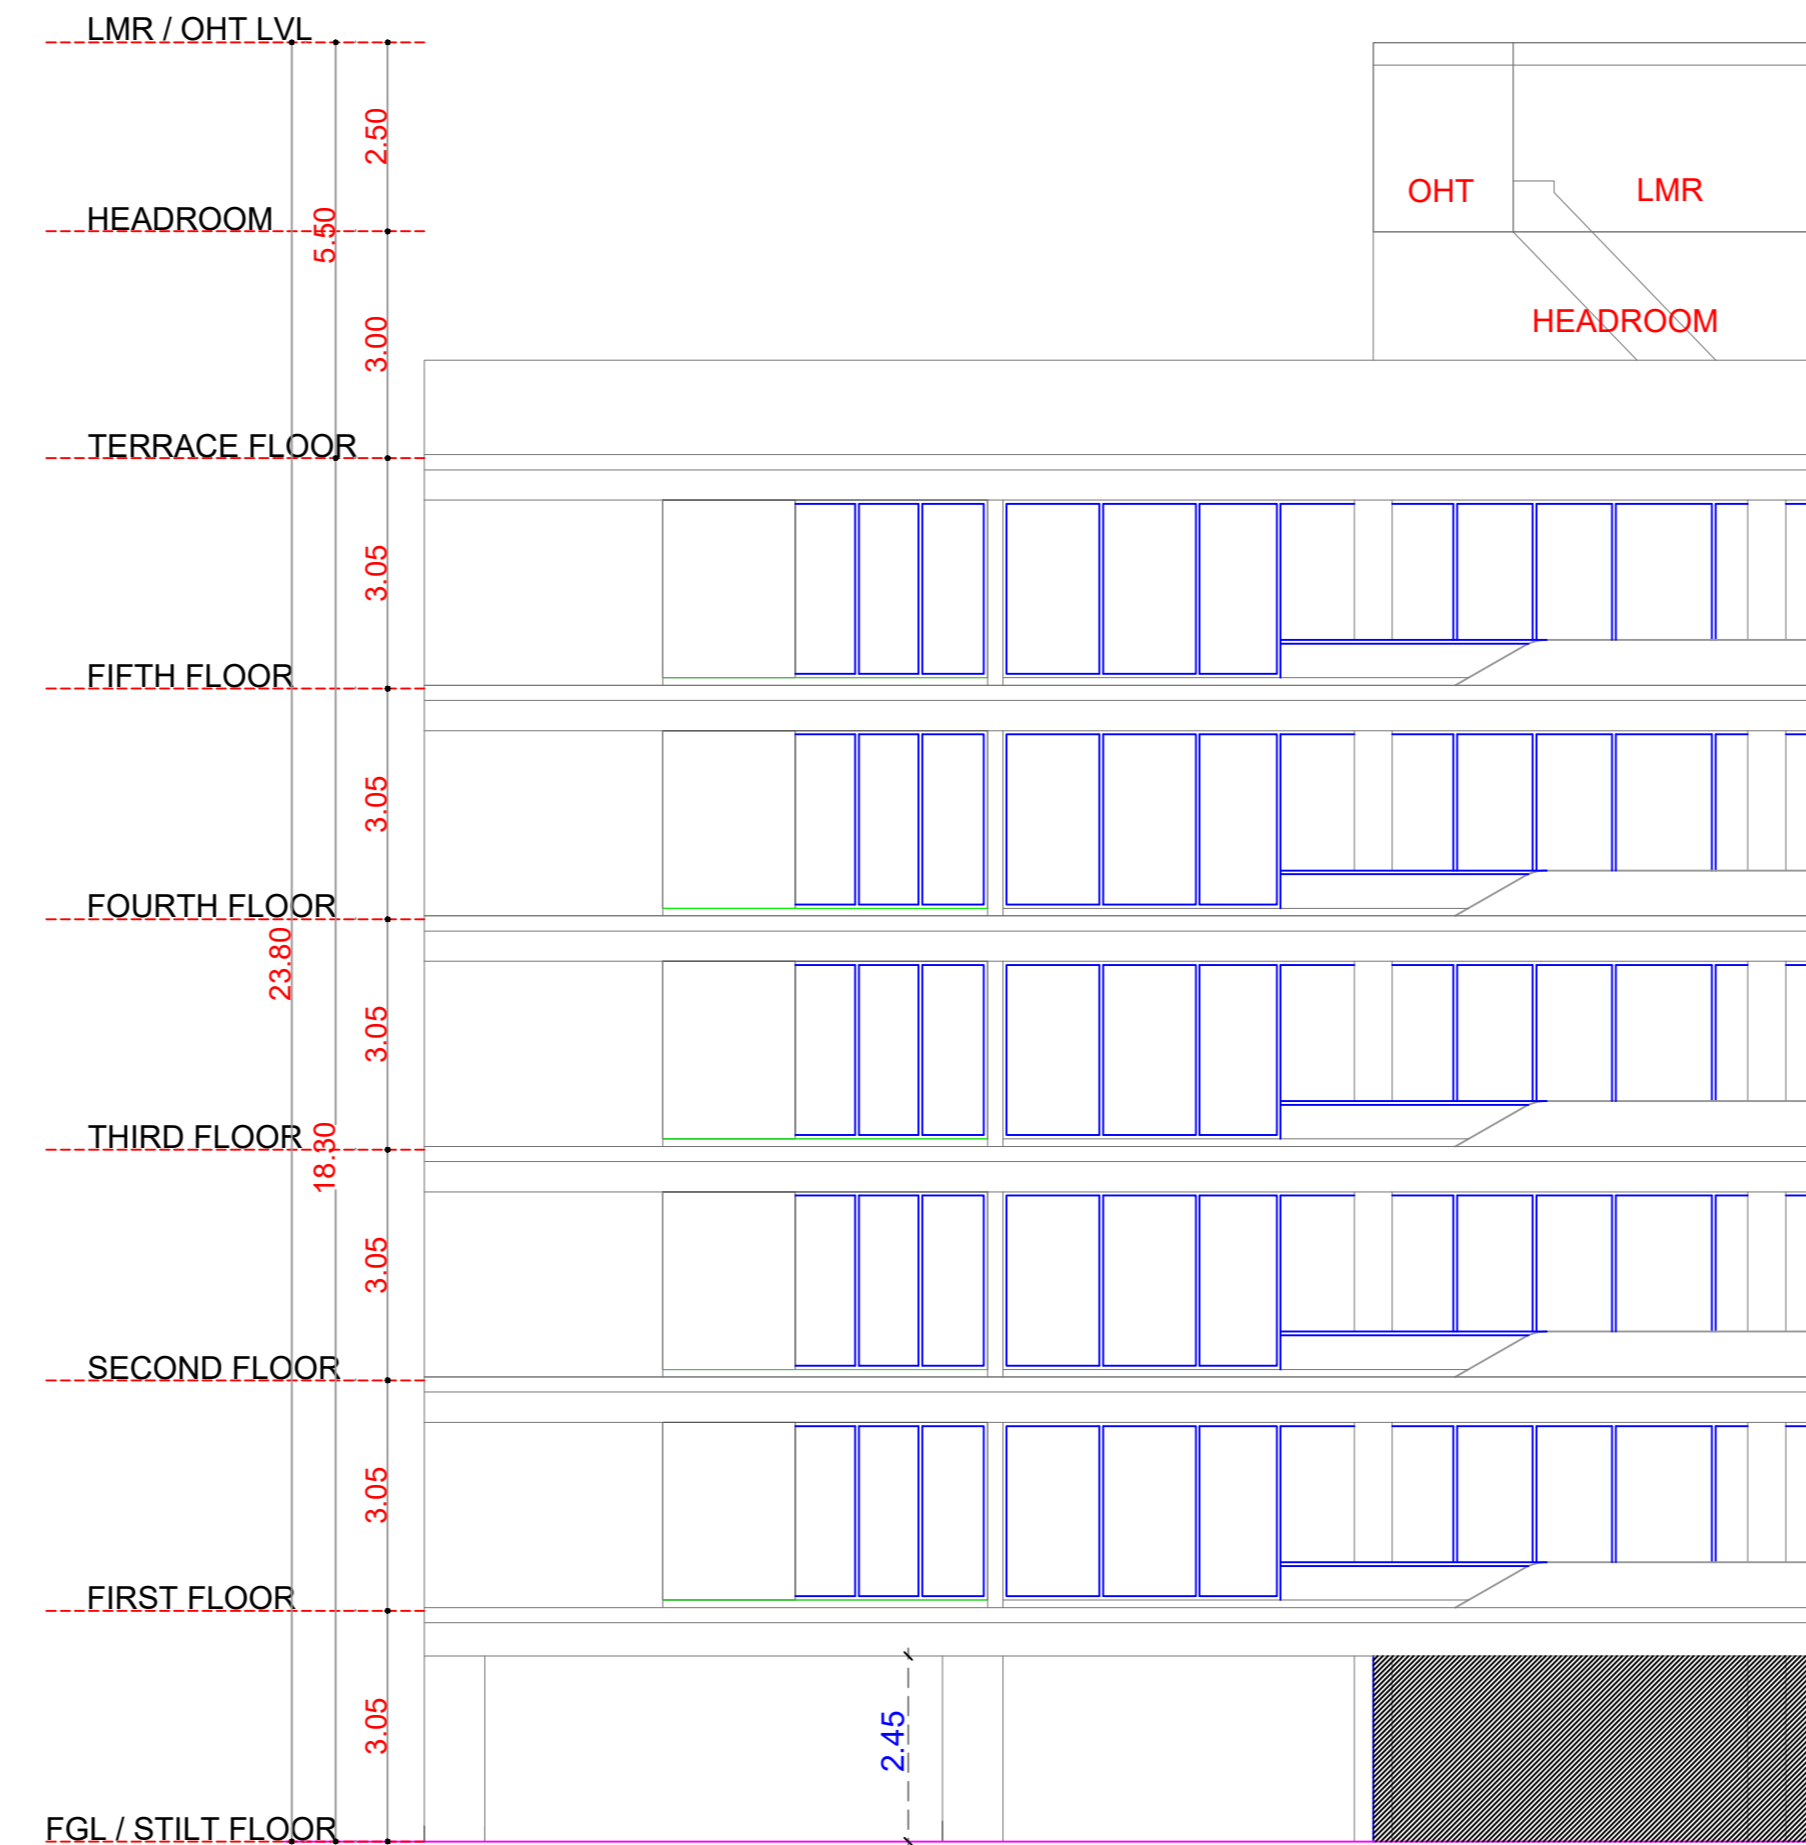 LMR / OHT LVL
2.50
OHT
LMR
HEADROOM
5.50
HEADROOM
3.00
TERRACE FLOOR
3.05
FIFTH FLOOR
3.05
FOURTH FLOOR
23.80
3.05
THIRD FLOOR
18.30
3.05
SECOND FLOOR
3.05
FIRST FLOOR
3.05
2.45
FGL / STILT FLOOR